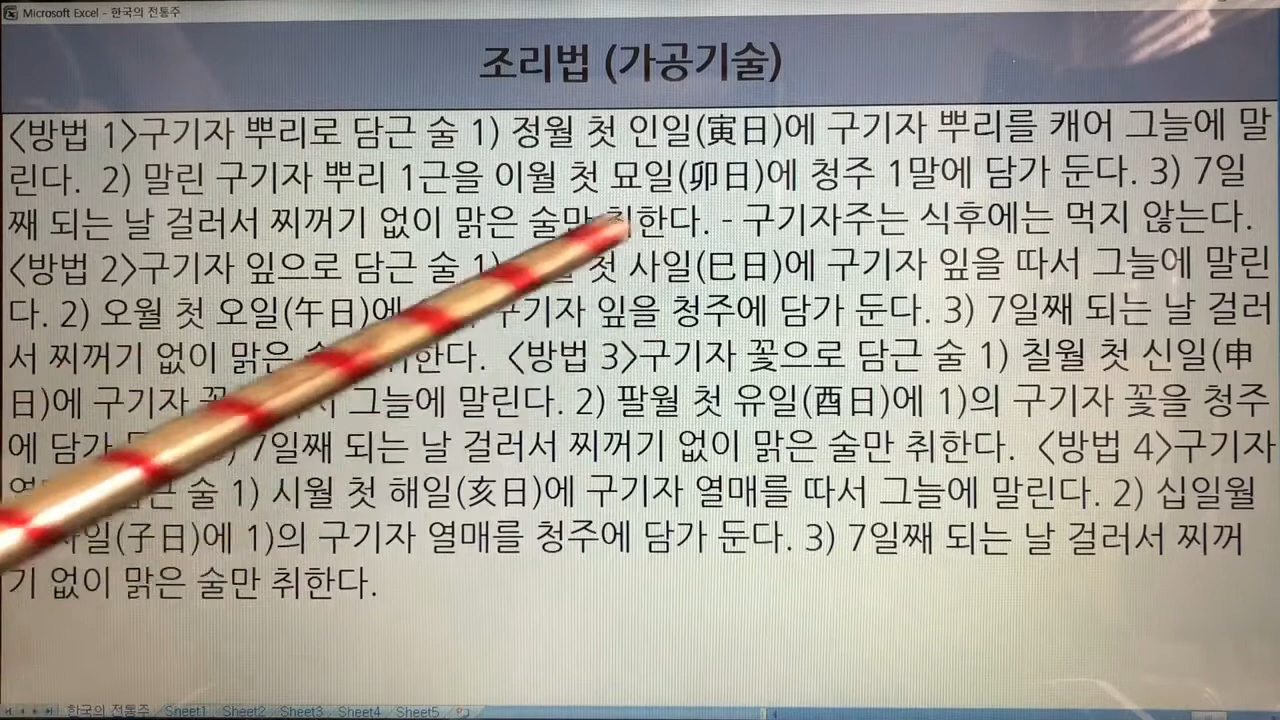 Microsoft Excel - 한국의 전통주
조리법 (가공기술)
<방법 1>구기자 뿌리로 담근 술 1) 정월 첫 인일(寅日)에 구기자 뿌리를 캐어 그늘에 말
린다. 2) 말린 구기자 뿌리 1근을 이월 첫 묘일(卯日)에 청주 1말에 담가 둔다. 3) 7일
째 되는 날 걸러서 찌꺼기 없이 맑은 술만 취한다. - 구기자주는 식후에는 먹지 않는다.
<방법 2>구기자 잎으로 담근 술 1) 첫 사일(巳日)에 구기자 잎을 따서 그늘에 말린
다. 2) 오월 첫 오일(午日)에 구기자 잎을 청주에 담가 둔다. 3) 7일째 되는 날 걸러
서 찌꺼기 없이 맑은 취한다. <방법 3>구기자 꽃으로 담근 술 1) 칠월 첫 신일(申
日)에 구기자 그늘에 말린다. 2) 팔월 첫 유일(酉日)에 1)의 구기자 꽃을 청주
에 담가 7일째 되는 날 걸러서 찌꺼기 없이 맑은 술만 취한다. <방법 4>구기자
술 1) 시월 첫 해일(亥日)에 구기자 열매를 따서 그늘에 말린다. 2) 십일월
자일(子日)에 1)의 구기자 열매를 청주에 담가 둔다. 3) 7일째 되는 날 걸러서 찌꺼
기 없이 맑은 술만 취한다.
한국의 전통주 Sheet1 Sheet2 Sheet3 Sheet4 Sheet5